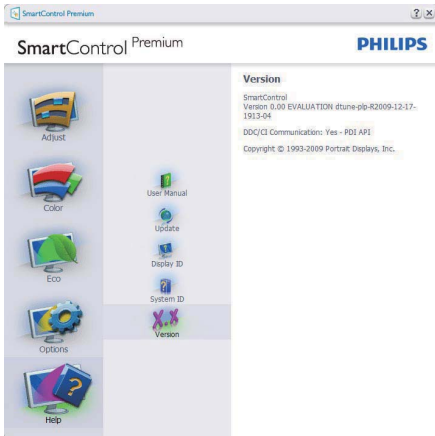 SmartControl Premium
? X
SmartControl Premium
PHILIPS
Adjust
Color
Eco
Options
Help
User Manual
Update
Display ID
System ID
X.X
Version
Version
SmartControl
Version 0.00 EVALUATION dtune-plp-R2009-12-17-
1913-04
DDC/CI Communication: Yes - PDI API
Copyright © 1993-2009 Portrait Displays, Inc.